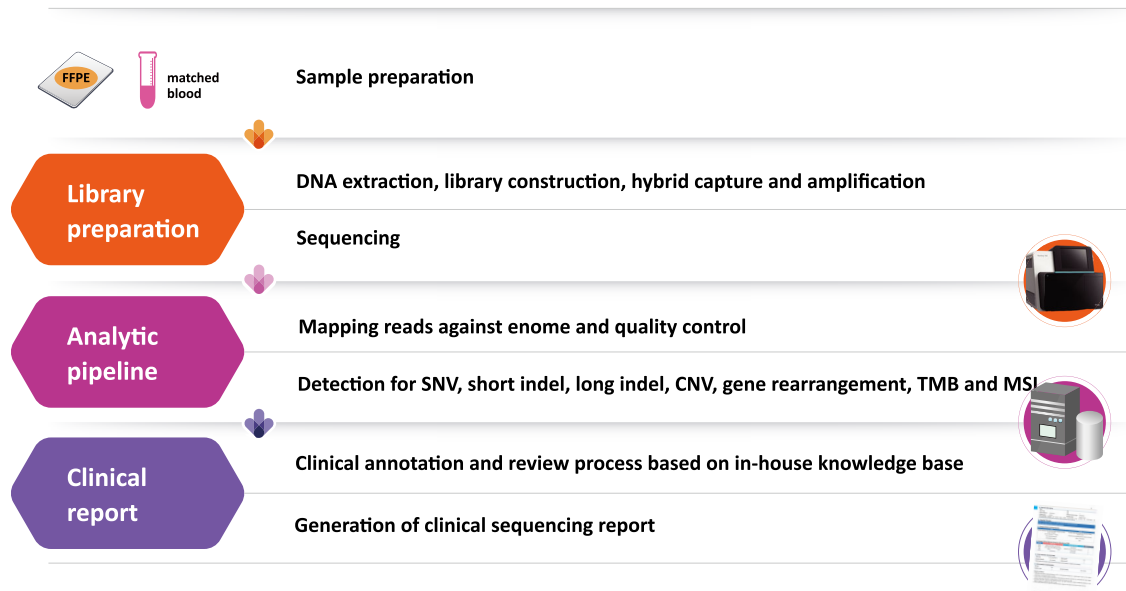 FFPE
matched
blood
Sample preparation
Library
preparation
DNA extraction, library construction, hybrid capture and amplification
Sequencing
Analytic
pipeline
Mapping reads against enome and quality control
Detection for SNV, short indel, long indel, CNV, gene rearrangement, TMB and MSI
Clinical
report
Clinical annotation and review process based on in-house knowledge base
Generation of clinical sequencing report